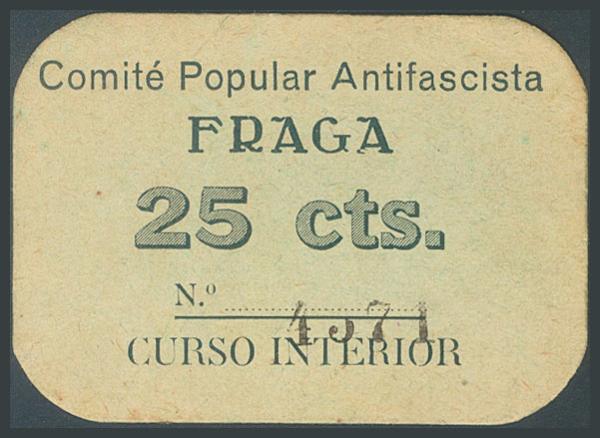 Comité Popular Antifascista
FRAGA
25 cts.
N.º 4571
CURSO INTERIOR